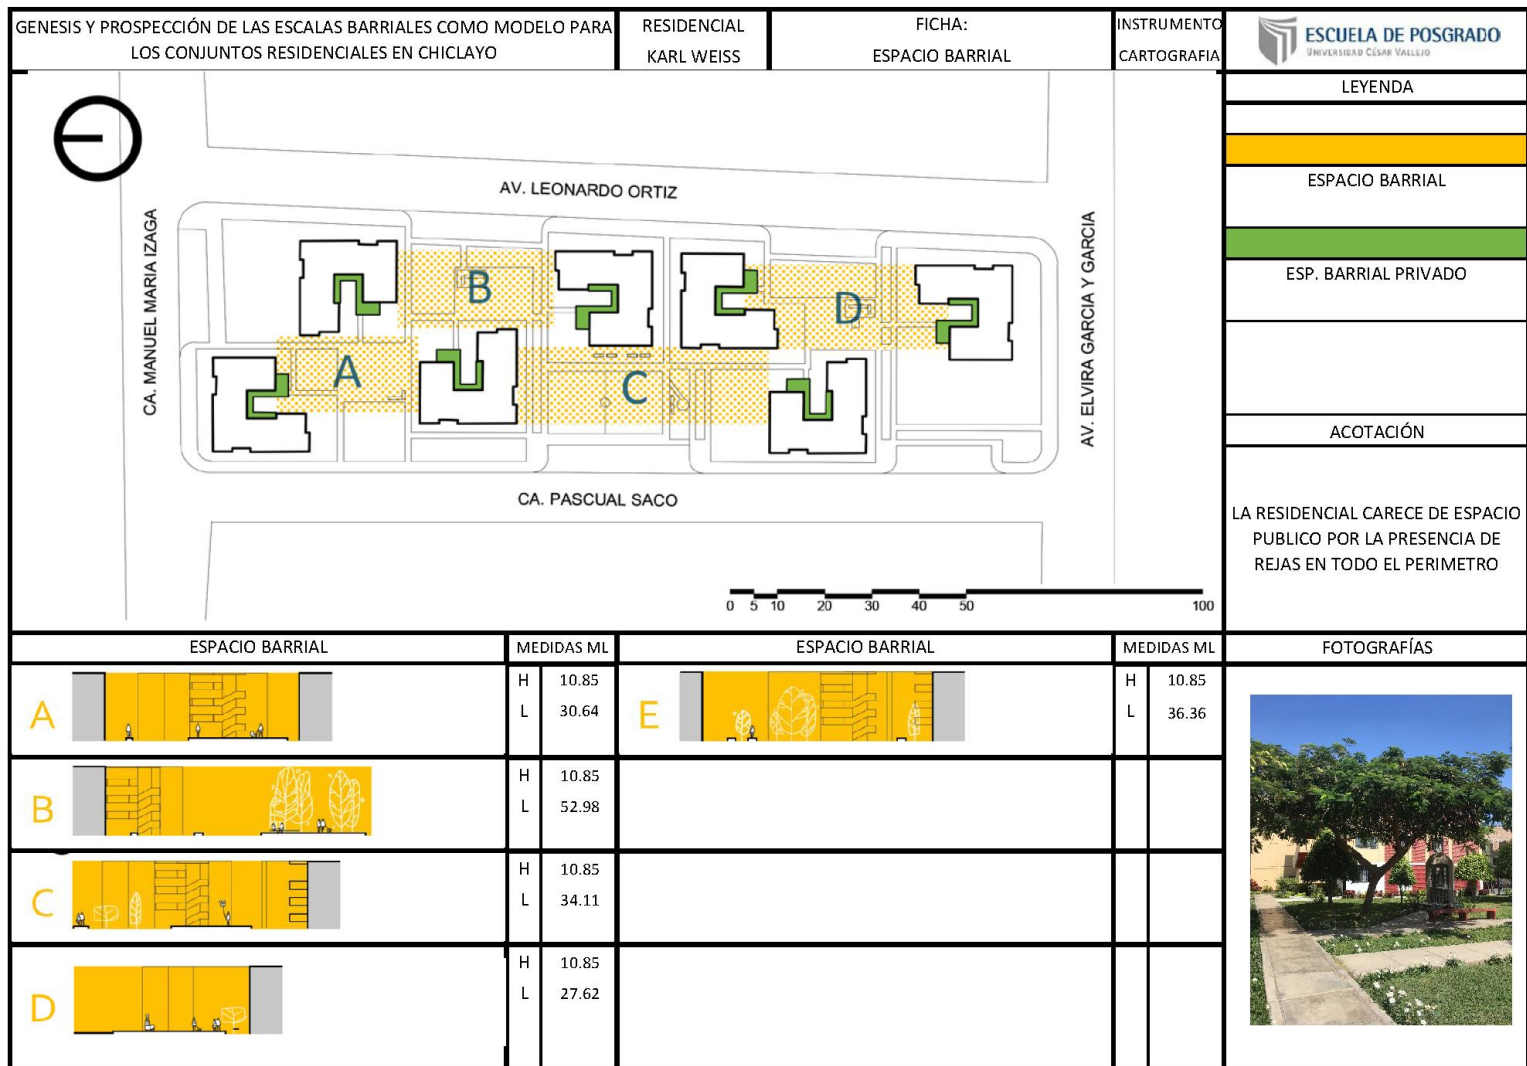 GENESIS Y PROSPECCIÓN DE LAS ESCALAS BARRIALES COMO MODELO PARA
LOS CONJUNTOS RESIDENCIALES EN CHICLAYO
RESIDENCIAL
KARL WEISS
FICHA:
ESPACIO BARRIAL
INSTRUMENTO
CARTOGRAFIA
ESCUELA DE POSGRADO
UNIVERSIDAD CÉSAR VALLEJO
LEYENDA
ESPACIO BARRIAL
ESP. BARRIAL PRIVADO
ACOTACIÓN
LA RESIDENCIAL CARECE DE ESPACIO
PUBLICO POR LA PRESENCIA DE
REJAS EN TODO EL PERIMETRO
AV. LEONARDO ORTIZ
CA. MANUEL MARIA IZAGA
AV. ELVIRA GARCIA Y GARCIA
CA. PASCUAL SACO
A
B
C
D
0 5 10 20 30 40 50 100
ESPACIO BARRIAL
MEDIDAS ML
ESPACIO BARRIAL
MEDIDAS ML
FOTOGRAFÍAS
A
H 10.85
L 30.64
E
H 10.85
L 36.36
B
H 10.85
L 52.98
C
H 10.85
L 34.11
D
H 10.85
L 27.62